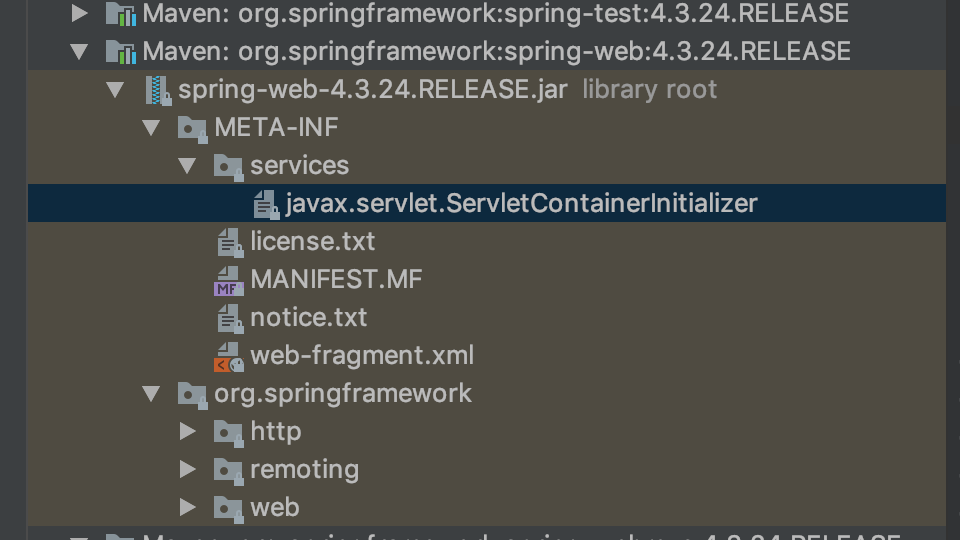 Maven: org.springframework:spring-test:4.3.24.RELEASE
Maven: org.springframework:spring-web:4.3.24.RELEASE
spring-web-4.3.24.RELEASE.jar library root
META-INF
services
javax.servlet.ServletContainerInitializer
license.txt
MF MANIFEST.MF
notice.txt
web-fragment.xml
org.springframework
http
remoting
web